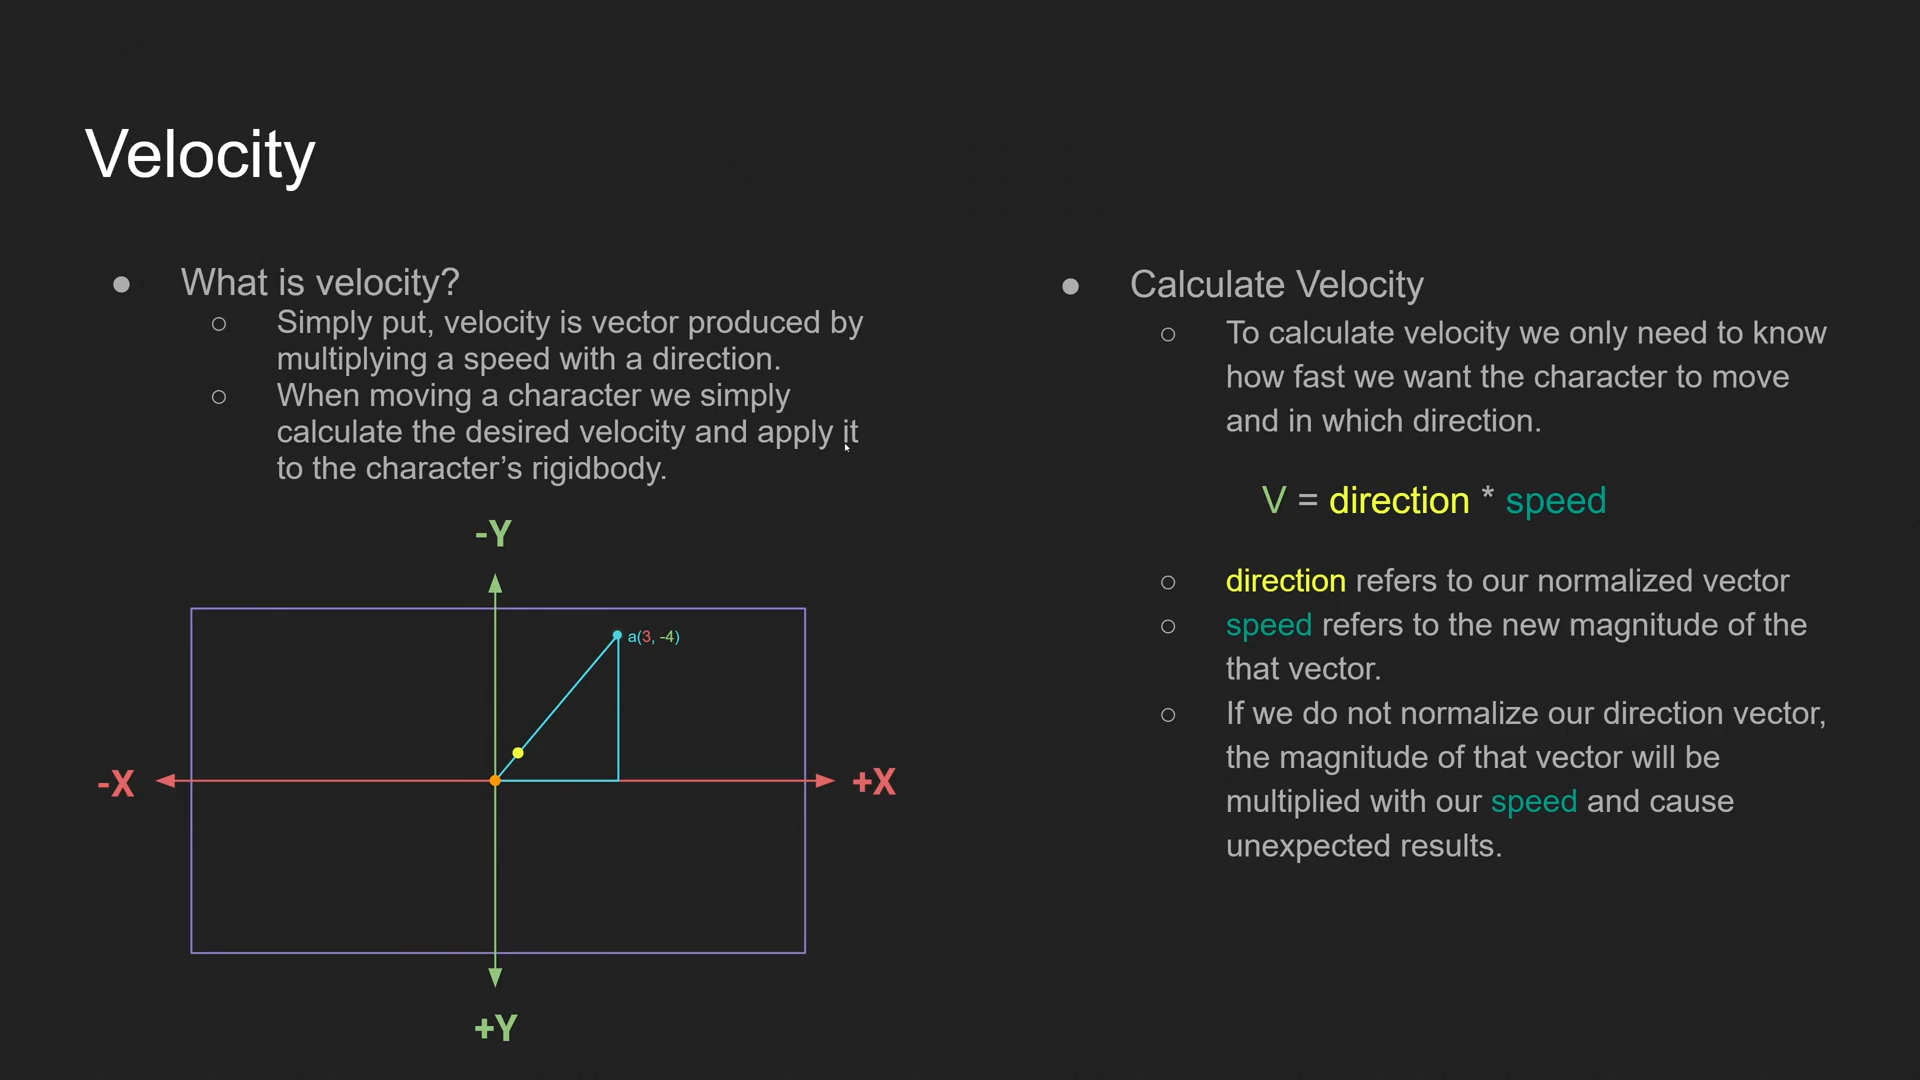 Velocity
● What is velocity?
○ Simply put, velocity is vector produced by
multiplying a speed with a direction.
○ When moving a character we simply
calculate the desired velocity and apply it
to the character’s rigidbody.
-Y
a(3, -4)
-X
+X
+Y
● Calculate Velocity
○ To calculate velocity we only need to know
how fast we want the character to move
and in which direction.
V = direction * speed
○ direction refers to our normalized vector
○ speed refers to the new magnitude of the
that vector.
○ If we do not normalize our direction vector,
the magnitude of that vector will be
multiplied with our speed and cause
unexpected results.